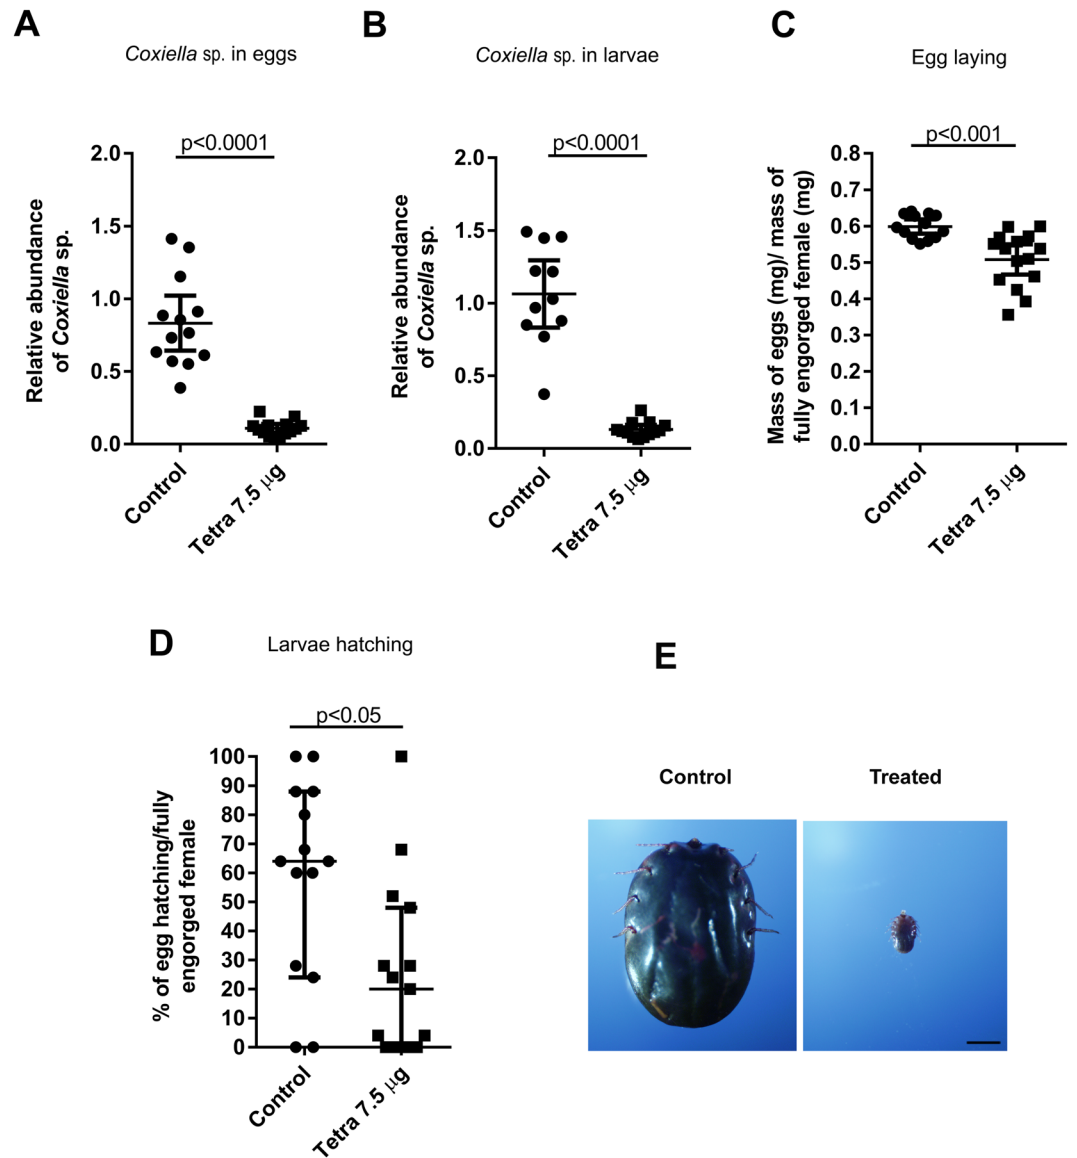 A
Coxiella sp. in eggs
p<0.0001
2.0
1.5
1.0
0.5
0.0
Relative abundance
of Coxiella sp.
Control
Tetra 7.5 µg
B
Coxiella sp. in larvae
p<0.0001
2.0
1.5
1.0
0.5
0.0
Relative abundance
of Coxiella sp.
Control
Tetra 7.5 µg
C
Egg laying
p<0.001
0.8
0.7
0.6
0.5
0.4
0.3
0.2
0.1
0.0
Mass of eggs (mg)/ mass of
fully engorged female (mg)
Control
Tetra 7.5 µg
D
Larvae hatching
p<0.05
100
90
80
70
60
50
40
30
20
10
0
% of egg hatching/fully
engorged female
Control
Tetra 7.5 µg
E
Control
Treated